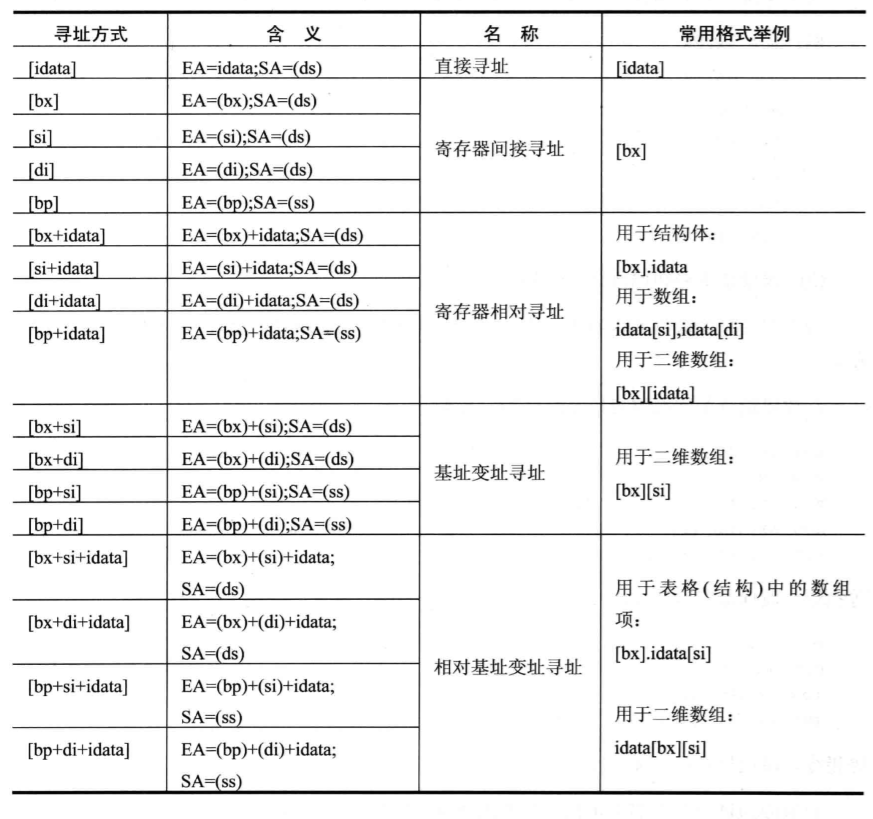 寻址方式 含 义 名 称 常用格式举例
[idata] EA=idata;SA=(ds) 直接寻址 [idata]
[bx] EA=(bx);SA=(ds)
[si] EA=(si);SA=(ds)
寄存器间接寻址 [bx]
[di] EA=(di);SA=(ds)
[bp] EA=(bp);SA=(ss)
[bx+idata] EA=(bx)+idata;SA=(ds) 用于结构体：
[si+idata] EA=(si)+idata;SA=(ds) [bx].idata
[di+idata] EA=(di)+idata;SA=(ds) 寄存器相对寻址 用于数组：
[bp+idata] EA=(bp)+idata;SA=(ss) idata[si],idata[di]
用于二维数组：
[bx][idata]
[bx+si] EA=(bx)+(si);SA=(ds)
[bx+di] EA=(bx)+(di);SA=(ds) 基址变址寻址 用于二维数组：
[bp+si] EA=(bp)+(si);SA=(ss) [bx][si]
[bp+di] EA=(bp)+(di);SA=(ss)
[bx+si+idata] EA=(bx)+(si)+idata;
SA=(ds) 用于表格(结构)中的数组
[bx+di+idata] EA=(bx)+(di)+idata; 项：
SA=(ds) 相对基址变址寻址 [bx].idata[si]
[bp+si+idata] EA=(bp)+(si)+idata;
SA=(ss) 用于二维数组：
[bp+di+idata] EA=(bp)+(di)+idata; idata[bx][si]
SA=(ss)